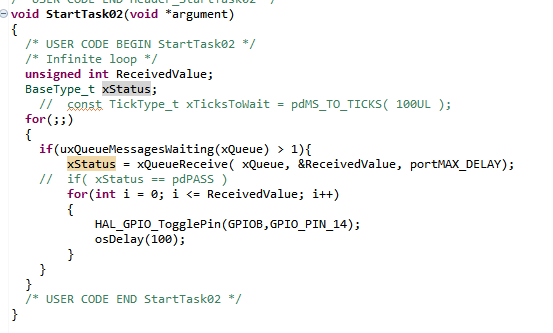 /* USER CODE END Header_StartTask02 */
void StartTask02(void *argument)
{
/* USER CODE BEGIN StartTask02 */
/* Infinite loop */
unsigned int ReceivedValue;
BaseType_t xStatus;
// const TickType_t xTicksToWait = pdMS_TO_TICKS( 100UL );
for(;;)
{
if(uxQueueMessagesWaiting(xQueue) > 1){
xStatus = xQueueReceive( xQueue, &ReceivedValue, portMAX_DELAY);
// if( xStatus == pdPASS )
for(int i = 0; i <= ReceivedValue; i++)
{
HAL_GPIO_TogglePin(GPIOB,GPIO_PIN_14);
osDelay(100);
}
}
}
/* USER CODE END StartTask02 */
}